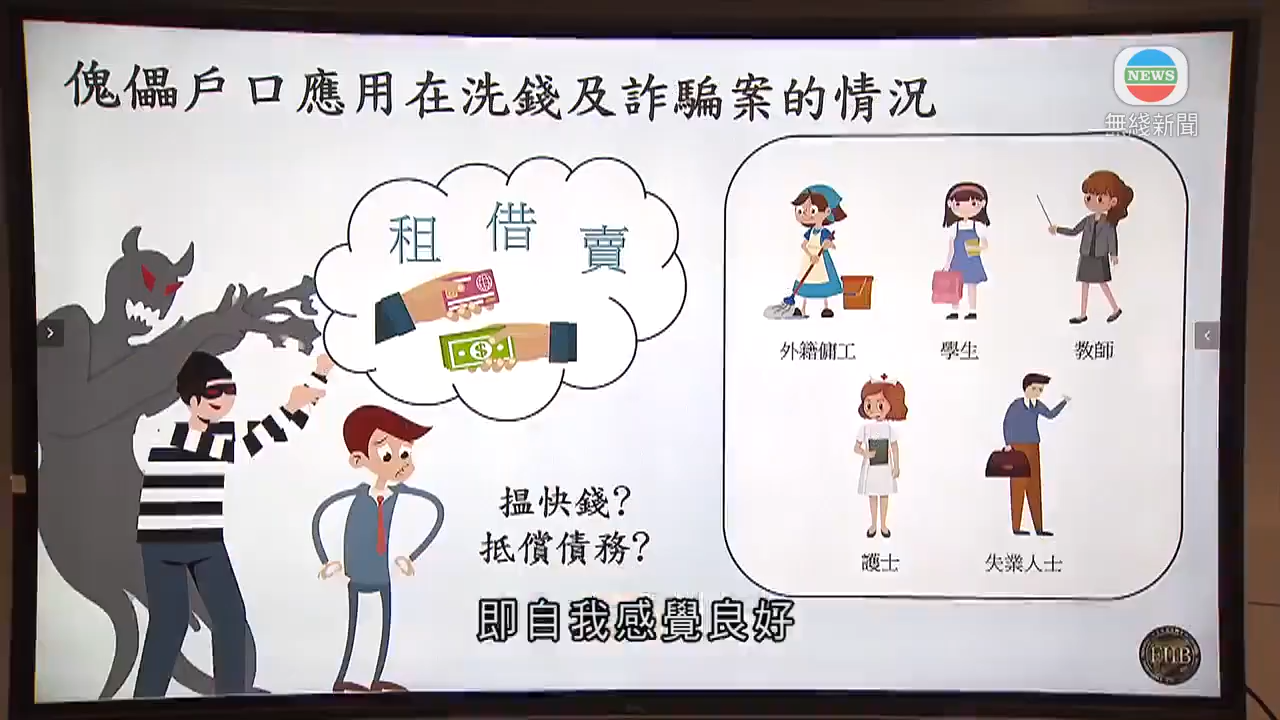 傀儡戶口應用在洗錢及詐騙案的情況
NEWS
無綫新聞
租 借 賣
外籍傭工 學生 教師
搵快錢?
抵償債務?
護士 失業人士
即自我感覺良好
FIIB